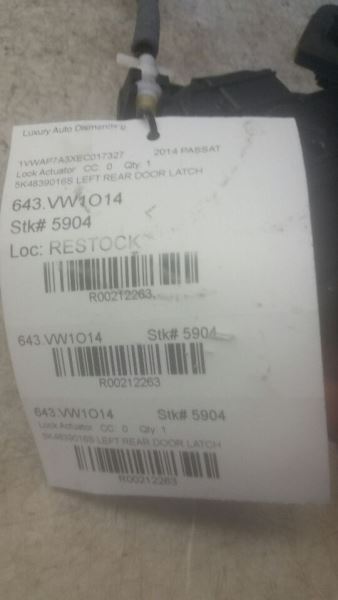 Luxury Auto Dismantling
1VWAP7A3XEC017327 2014 PASSAT
Lock Actuator CC: 0 Qty: 1
5K4839016S LEFT REAR DOOR LATCH
643.VW1O14
Stk# 5904
Loc: RESTOCK
R00212263
643.VW1O14 Stk# 5904
R00212263
643.VW1O14 Stk# 5904
Lock Actuator CC: 0 Qty: 1
5K4839016S LEFT REAR DOOR LATCH
R00212263